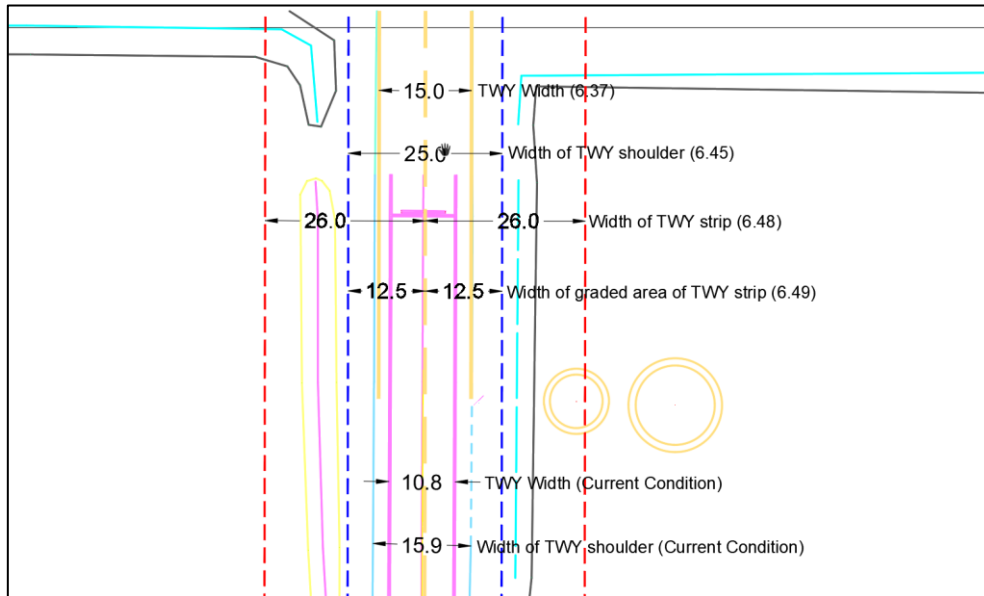 15.0 TWY Width (6.37)
25.0 Width of TWY shoulder (6.45)
26.0 26.0 Width of TWY strip (6.48)
12.5 12.5 Width of graded area of TWY strip (6.49)
10.8 TWY Width (Current Condition)
15.9 Width of TWY shoulder (Current Condition)